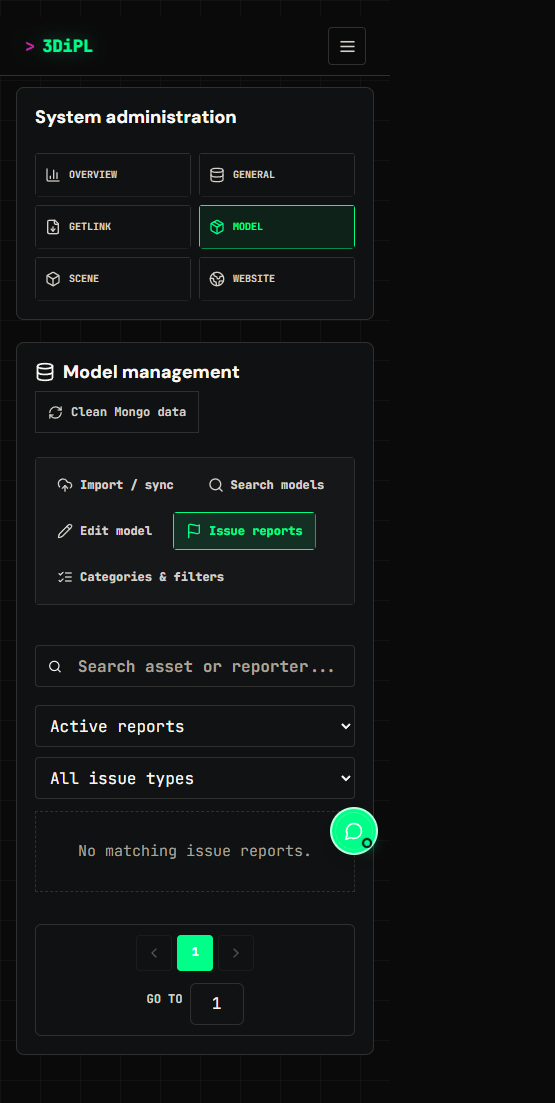 > 3DiPL
System administration
OVERVIEW
GENERAL
GETLINK
MODEL
SCENE
WEBSITE
Model management
Clean Mongo data
Import / sync
Search models
Edit model
Issue reports
Categories & filters
Search asset or reporter...
Active reports
All issue types
No matching issue reports.
1
GO TO 1